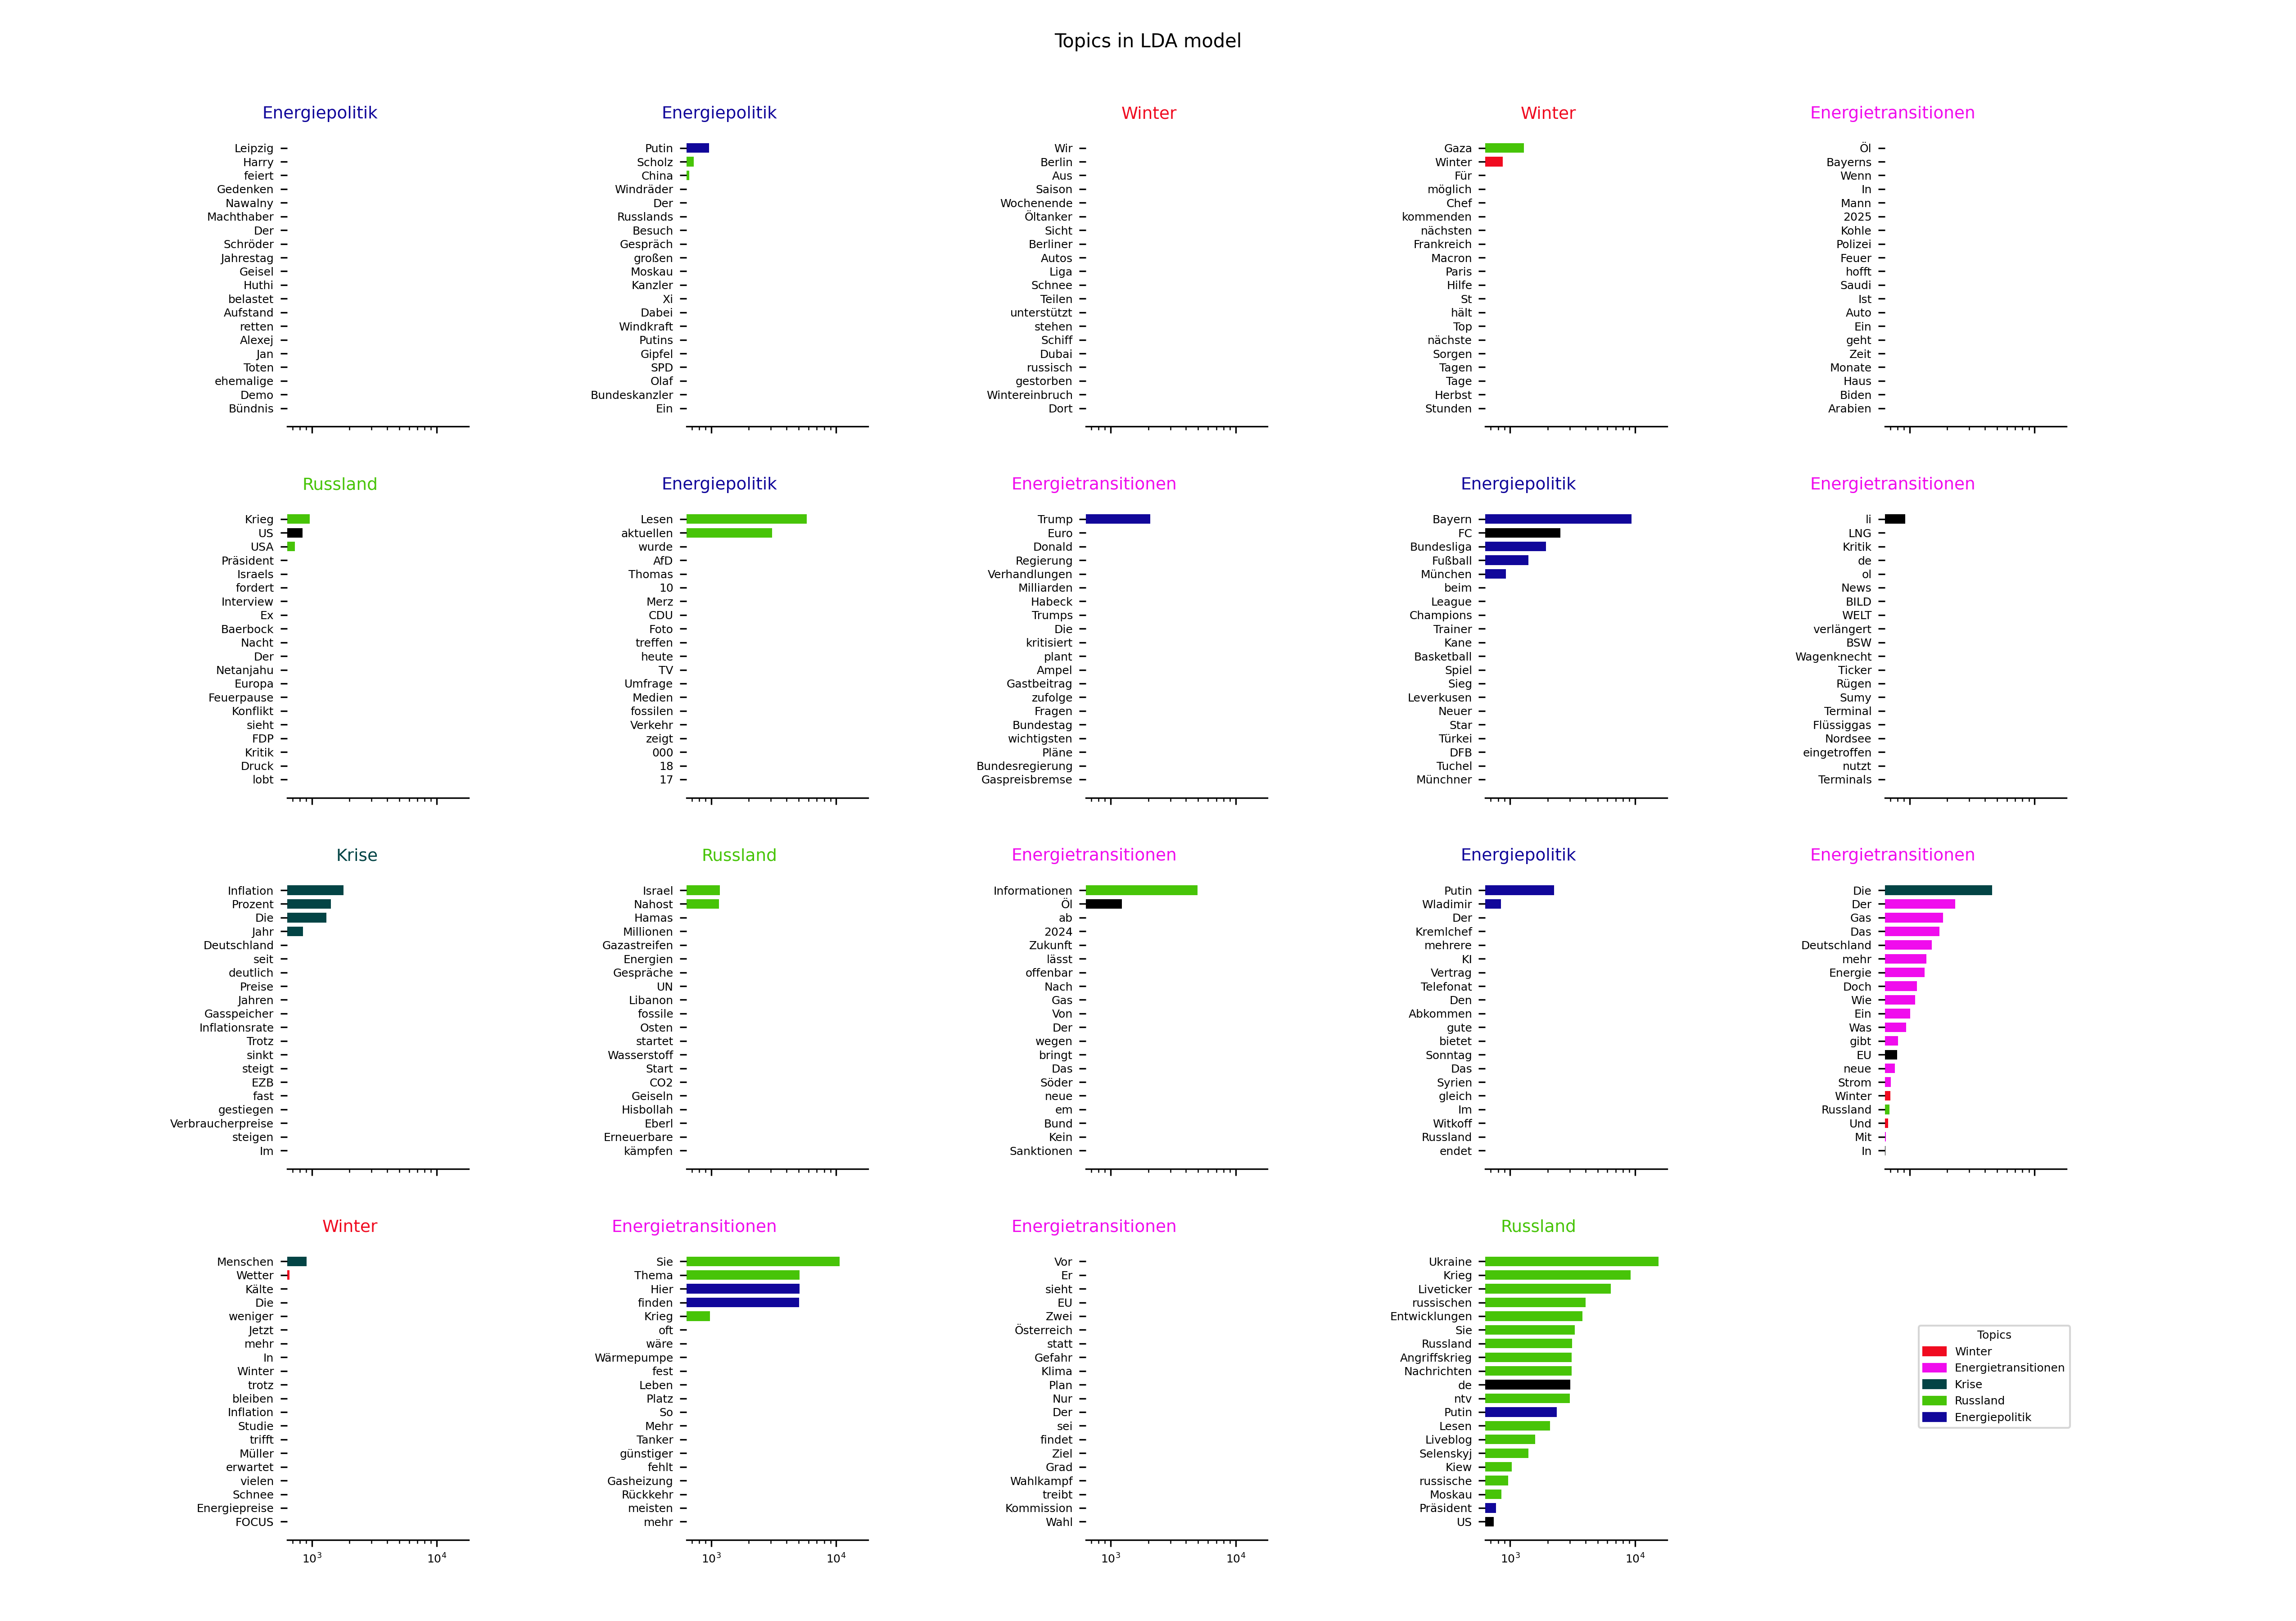 Topics in LDA model
Energiepolitik
Leipzig
Harry
feiert
Gedenken
Nawalny
Machthaber
Der
Schröder
Jahrestag
Geisel
Huthi
belastet
Aufstand
retten
Alexej
Jan
Toten
ehemalige
Demo
Bündnis
Energiepolitik
Putin
Scholz
China
Windräder
Der
Russlands
Besuch
Gespräch
großen
Moskau
Kanzler
Xi
Dabei
Windkraft
Putins
Gipfel
SPD
Olaf
Bundeskanzler
Ein
Winter
Wir
Berlin
Aus
Saison
Wochenende
Öltanker
Sicht
Berliner
Autos
Liga
Schnee
Teilen
unterstützt
stehen
Schiff
Dubai
russisch
gestorben
Wintereinbruch
Dort
Winter
Gaza
Winter
Für
möglich
Chef
kommenden
nächsten
Frankreich
Macron
Paris
Hilfe
St
hält
Top
nächste
Sorgen
Tagen
Tage
Herbst
Stunden
Energietransitionen
Öl
Bayerns
Wenn
In
Mann
2025
Kohle
Polizei
Feuer
hofft
Saudi
Ist
Auto
Ein
geht
Zeit
Monate
Haus
Biden
Arabien
Russland
Krieg
US
USA
Präsident
Israels
fordert
Interview
Ex
Baerbock
Nacht
Der
Netanjahu
Europa
Feuerpause
Konflikt
sieht
FDP
Kritik
Druck
lobt
Energiepolitik
Lesen
aktuellen
wurde
AfD
Thomas
10
Merz
CDU
Foto
treffen
heute
TV
Umfrage
Medien
fossilen
Verkehr
zeigt
000
18
17
Energietransitionen
Trump
Euro
Donald
Regierung
Verhandlungen
Milliarden
Habeck
Trumps
Die
kritisiert
plant
Ampel
Gastbeitrag
zufolge
Fragen
Bundestag
wichtigsten
Pläne
Bundesregierung
Gaspreisbremse
Energiepolitik
Bayern
FC
Bundesliga
Fußball
München
beim
League
Champions
Trainer
Kane
Basketball
Spiel
Sieg
Leverkusen
Neuer
Star
Türkei
DFB
Tuchel
Münchner
Energietransitionen
li
LNG
Kritik
de
ol
News
BILD
WELT
verlängert
BSW
Wagenknecht
Ticker
Rügen
Sumy
Terminal
Flüssiggas
Nordsee
eingetroffen
nutzt
Terminals
Krise
Inflation
Prozent
Die
Jahr
Deutschland
seit
deutlich
Preise
Jahren
Gasspeicher
Inflationsrate
Trotz
sinkt
steigt
EZB
fast
gestiegen
Verbraucherpreise
steigen
Im
Russland
Israel
Nahost
Hamas
Millionen
Gazastreifen
Energien
Gespräche
UN
Libanon
fossile
Osten
startet
Wasserstoff
Start
CO2
Geiseln
Hisbollah
Eberl
Erneuerbare
kämpfen
Energietransitionen
Informationen
Öl
ab
2024
Zukunft
lässt
offenbar
Nach
Gas
Von
Der
wegen
bringt
Das
Söder
neue
em
Bund
Kein
Sanktionen
Energiepolitik
Putin
Wladimir
Der
Kremlchef
mehrere
KI
Vertrag
Telefonat
Den
Abkommen
gute
bietet
Sonntag
Das
Syrien
gleich
Im
Witkoff
Russland
endet
Energietransitionen
Die
Der
Gas
Das
Deutschland
mehr
Energie
Doch
Wie
Ein
Was
gibt
EU
neue
Strom
Winter
Russland
Und
Mit
In
Winter
Menschen
Wetter
Kälte
Die
weniger
Jetzt
mehr
In
Winter
trotz
bleiben
Inflation
Studie
trifft
Müller
erwartet
vielen
Schnee
Energiepreise
FOCUS
10³ 10⁴
Energietransitionen
Sie
Thema
Hier
finden
Krieg
oft
wäre
Wärmepumpe
fest
Leben
Platz
So
Mehr
Tanker
günstiger
fehlt
Gasheizung
Rückkehr
meisten
mehr
10³ 10⁴
Energietransitionen
Vor
Er
sieht
EU
Zwei
Österreich
statt
Gefahr
Klima
Plan
Nur
Der
sei
findet
Ziel
Grad
Wahlkampf
treibt
Kommission
Wahl
10³ 10⁴
Russland
Ukraine
Krieg
Liveticker
russischen
Entwicklungen
Sie
Russland
Angriffskrieg
Nachrichten
de
ntv
Putin
Lesen
Liveblog
Selenskyj
Kiew
russische
Moskau
Präsident
US
10³ 10⁴
Topics
Winter
Energietransitionen
Krise
Russland
Energiepolitik